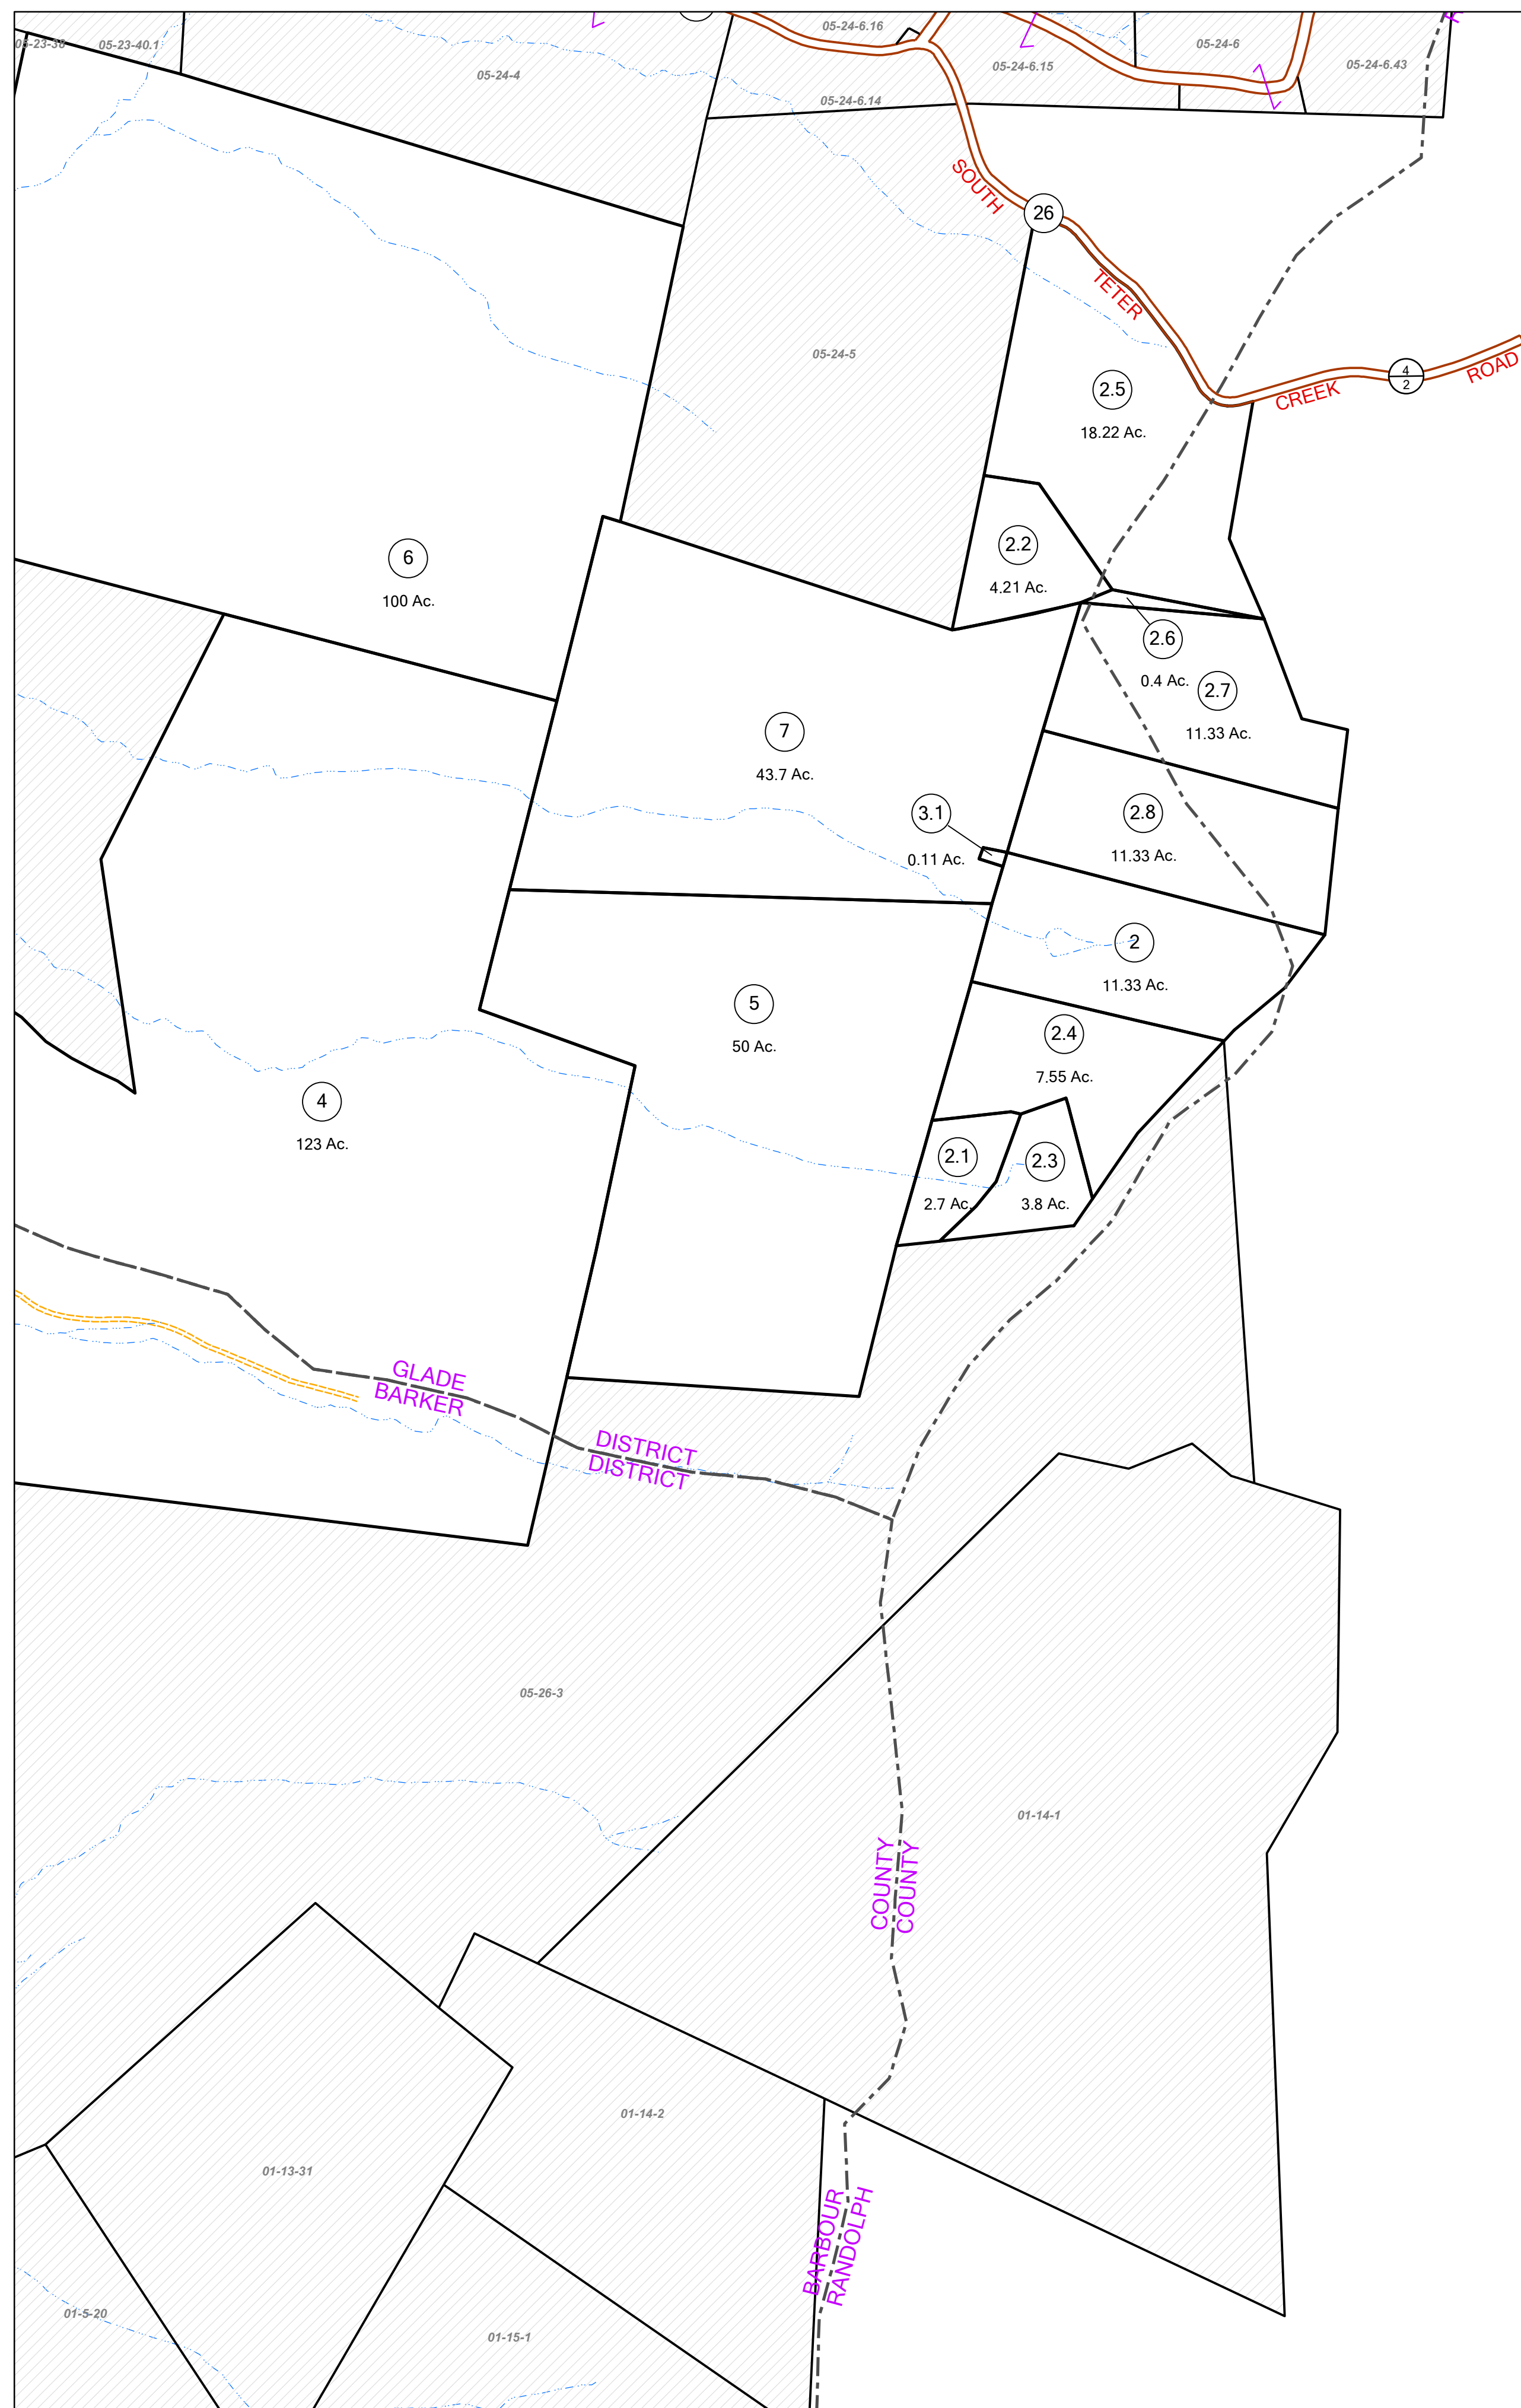 05-24-6.16
05-23-38
05-23-40.1
05-24-6
05-24-4
05-24-6.15
05-24-6.43
05-24-6.14
SOUTH
26
TETER
05-24-5
4
2
ROAD
CREEK
2.5
18.22 Ac.
2.2
4.21 Ac.
6
100 Ac.
2.6
0.4 Ac.
2.7
11.33 Ac.
7
43.7 Ac.
3.1
0.11 Ac.
2.8
11.33 Ac.
2
11.33 Ac.
5
50 Ac.
2.4
7.55 Ac.
4
123 Ac.
2.1
2.7 Ac.
2.3
3.8 Ac.
GLADE
BARKER
DISTRICT
DISTRICT
05-26-3
01-14-1
COUNTY
COUNTY
01-14-2
01-13-31
BARBOUR
RANDOLPH
01-5-20
01-15-1